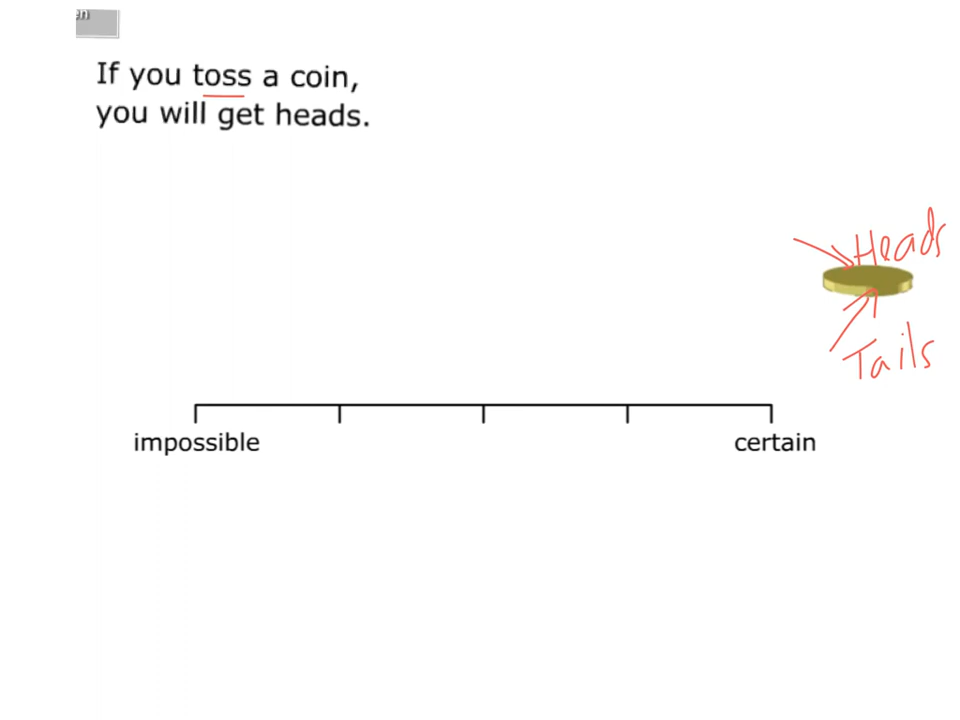 If you toss a coin,
you will get heads.
Heads
Tails
impossible
certain